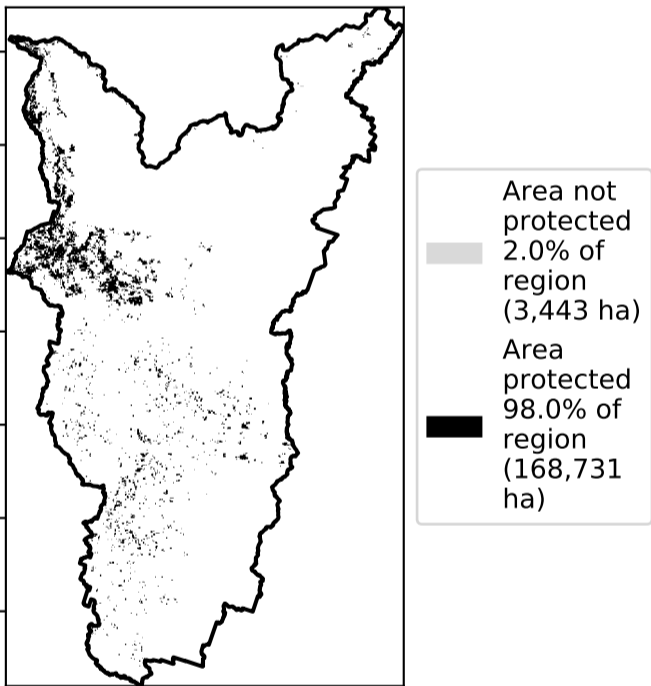 Area not
protected
2.0% of
region
(3,443 ha)
Area
protected
98.0% of
region
(168,731
ha)